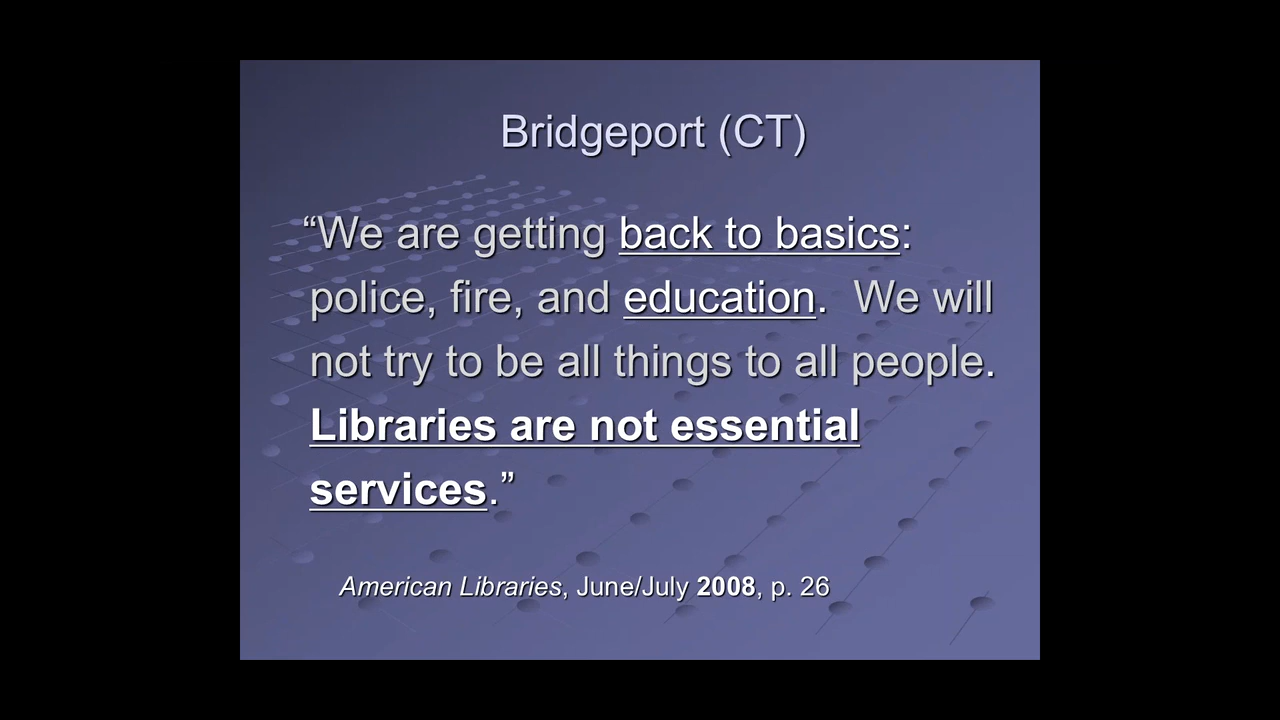 Bridgeport (CT)
“We are getting back to basics:
police, fire, and education.  We will
not try to be all things to all people.
Libraries are not essential
services.”
American Libraries, June/July 2008, p. 26